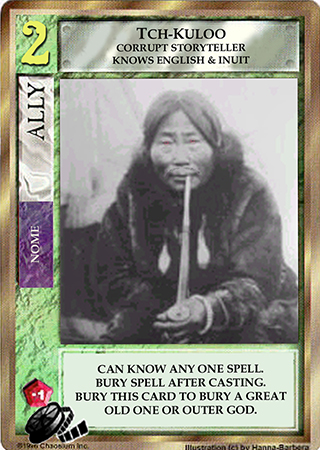 2
TCH-KULOO
CORRUPT STORYTELLER
KNOWS ENGLISH & INUIT
ALLY
NOME
CAN KNOW ANY ONE SPELL.
BURY SPELL AFTER CASTING.
BURY THIS CARD TO BURY A GREAT
OLD ONE OR OUTER GOD.
-1
©1996 Chaosium Inc.
Illustration (c) by Hanna-Barbera